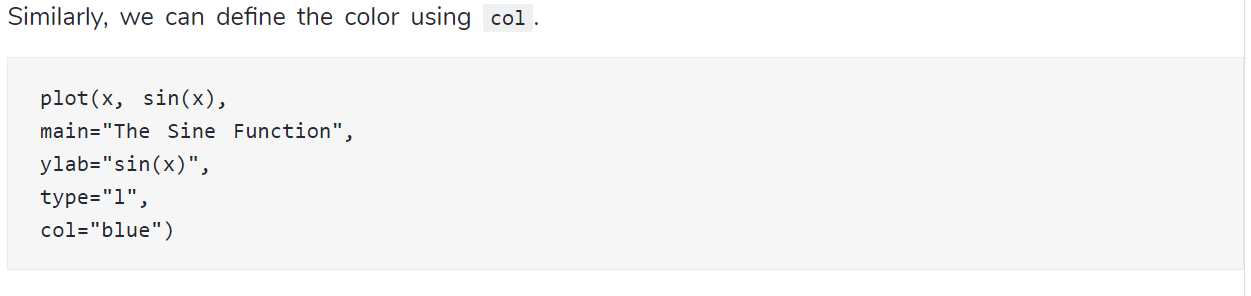 Similarly, we can define the color using col.
plot(x, sin(x),
main="The Sine Function",
ylab="sin(x)",
type="l",
col="blue")